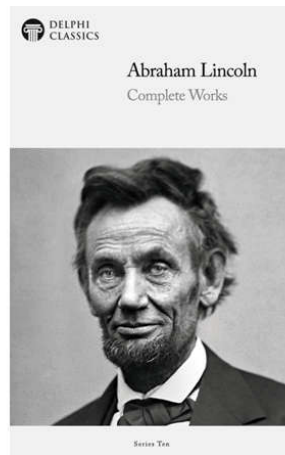 DELPHI
CLASSICS
Abraham Lincoln
Complete Works
Series Ten